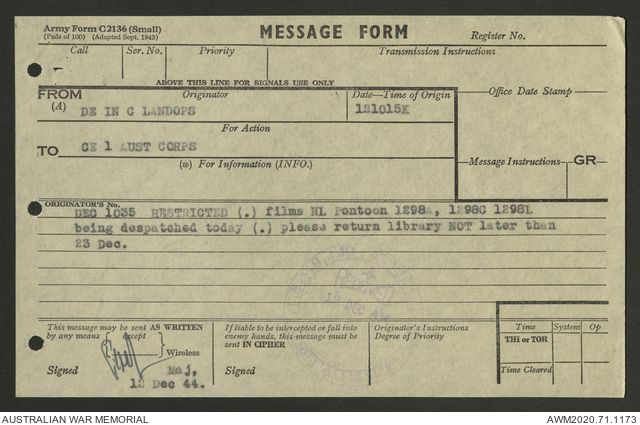 Army Form C2136 (Small)
(Pads of 100) (Adapted Sept. 1943)
MESSAGE FORM
Register No.
Call Ser. No. Priority Transmission Instructions
ABOVE THIS LINE FOR SIGNALS USE ONLY
FROM Originator Date—Time of Origin Office Date Stamp
(A) DE IN C LANDOPS 121015K
For Action
TO CE 1 AUST CORPS
(w) For Information (INFO.) Message Instructions GR
ORIGINATOR'S No.
DEC 1035 RESTRICTED (.) films NL Pontoon 1298A, 1298C 1298L
being despatched today (.) please return library NOT later than
23 Dec.
This message may be sent AS WRITTEN
by any means except
Wireless
Signed Maj,
12 Dec 44.
If liable to be intercepted or fall into
enemy hands, this message must be
sent IN CIPHER
Signed
Originator's Instructions
Degree of Priority
Time System Op
THI or TOR
Time Cleared
AUSTRALIAN WAR MEMORIAL AWM2020.71.1173